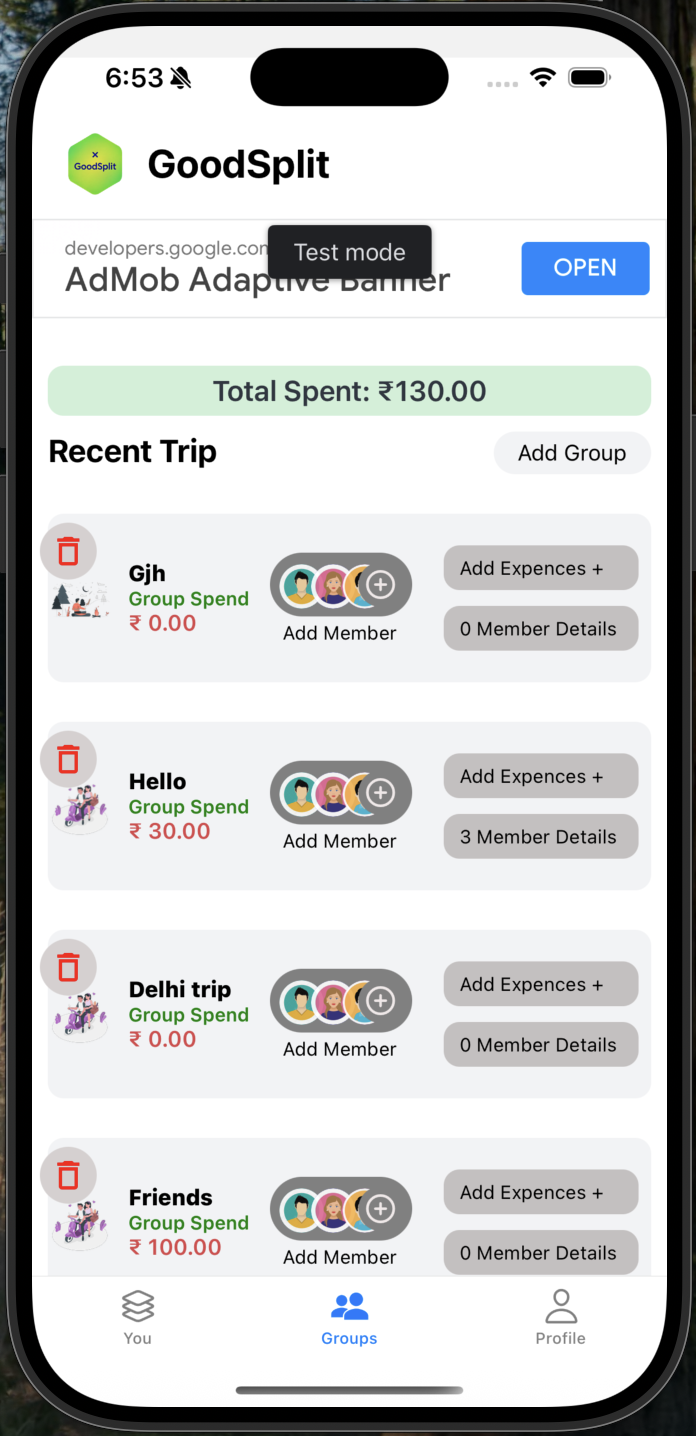 6:53
× GoodSplit
GoodSplit
developers.google.com
Test mode
AdMob Adaptive Banner
OPEN
Total Spent: ₹130.00
Recent Trip
Add Group
Gjh
Group Spend
₹ 0.00
Add Member
Add Expences +
0 Member Details
Hello
Group Spend
₹ 30.00
Add Member
Add Expences +
3 Member Details
Delhi trip
Group Spend
₹ 0.00
Add Member
Add Expences +
0 Member Details
Friends
Group Spend
₹ 100.00
Add Member
Add Expences +
0 Member Details
You
Groups
Profile